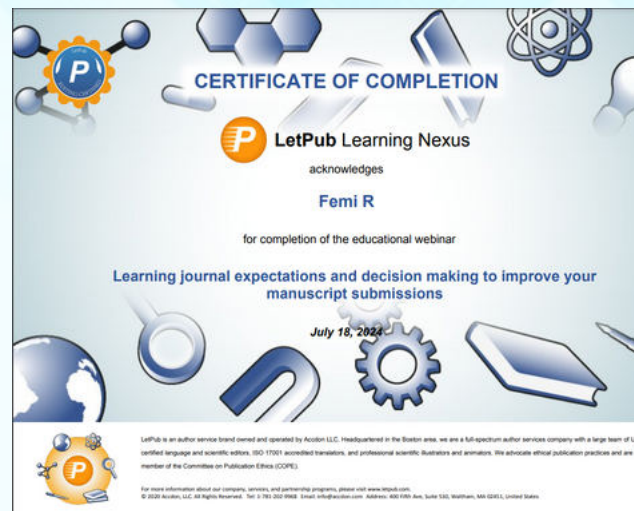 CERTIFICATE OF COMPLETION
P
P LetPub Learning Nexus
acknowledges
Femi R
for completion of the educational webinar
Learning journal expectations and decision making to improve your
manuscript submissions
July 18, 2024
P
LetPub is an author service brand owned and operated by Accdon LLC. Headquartered in the Boston area, we are a full-spectrum author services company with a large team of
certified language and scientific editors, ISO 17001 accredited translators, and professional scientific illustrators and animators. We advocate ethical publication practices and are
member of the Committee on Publication Ethics (COPE).
For more information about our company, services, and partnership programs, please visit www.letpub.com.
© 2020 Accdon, LLC. All Rights Reserved. Tel: 1-781-202-9968 Email: info@accdon.com Address: 400 Fifth Ave, Suite 530, Waltham, MA 02451, United States